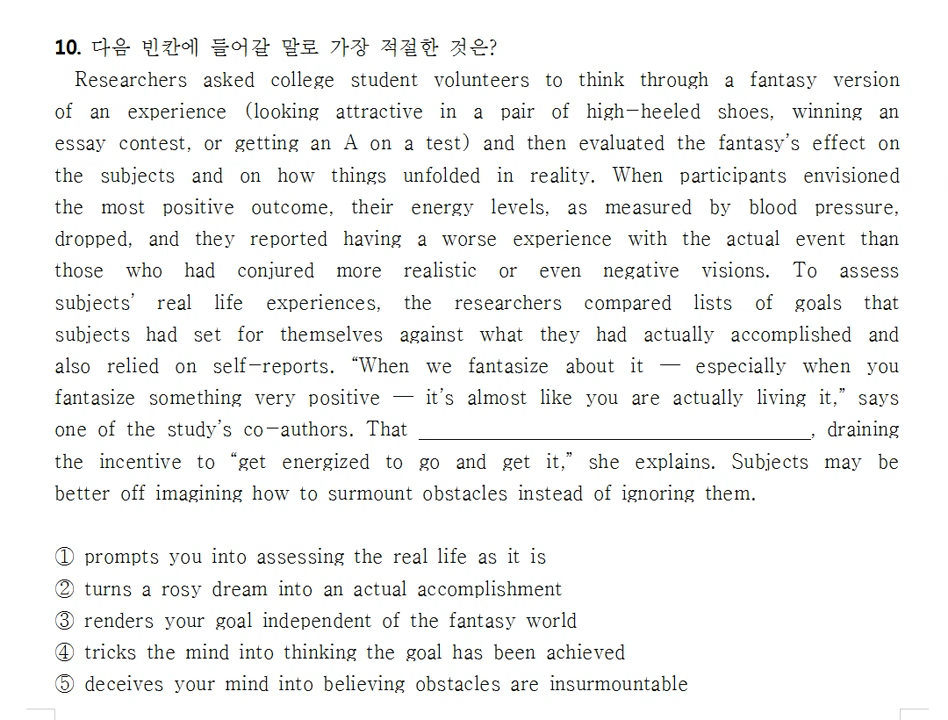 10. 다음 빈칸에 들어갈 말로 가장 적절한 것은?
Researchers asked college student volunteers to think through a fantasy version
of an experience (looking attractive in a pair of high-heeled shoes, winning an
essay contest, or getting an A on a test) and then evaluated the fantasy's effect on
the subjects and on how things unfolded in reality. When participants envisioned
the most positive outcome, their energy levels, as measured by blood pressure,
dropped, and they reported having a worse experience with the actual event than
those who had conjured more realistic or even negative visions. To assess
subjects' real life experiences, the researchers compared lists of goals that
subjects had set for themselves against what they had actually accomplished and
also relied on self-reports. “When we fantasize about it — especially when you
fantasize something very positive — it's almost like you are actually living it,” says
one of the study's co-authors. That ______________________________, draining
the incentive to “get energized to go and get it,” she explains. Subjects may be
better off imagining how to surmount obstacles instead of ignoring them.
① prompts you into assessing the real life as it is
② turns a rosy dream into an actual accomplishment
③ renders your goal independent of the fantasy world
④ tricks the mind into thinking the goal has been achieved
⑤ deceives your mind into believing obstacles are insurmountable